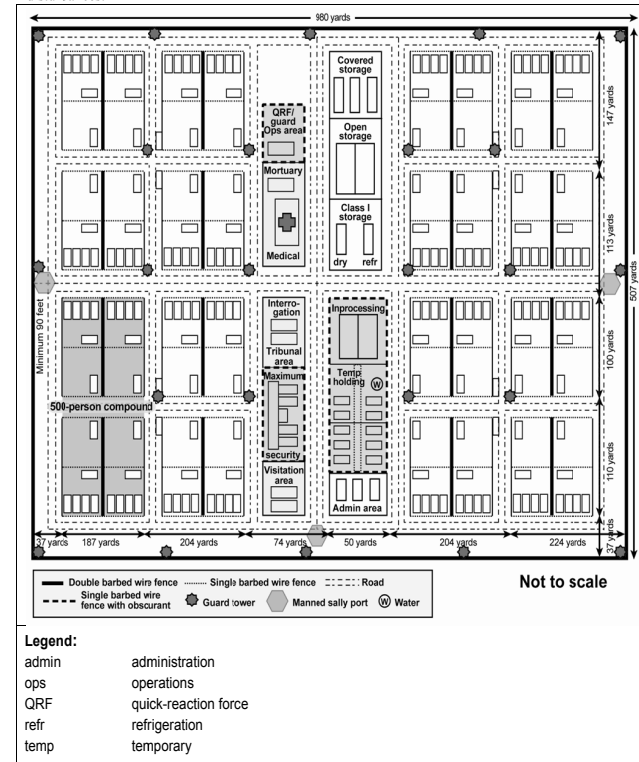 980 yards
Covered
storage
QRF/
guard
Ops area
Open
storage
Mortuary
Class I
storage
Medical
dry refr
147 yards
113 yards
507 yards
Minimum 90 feet
Interro-
gation
Tribunal
area
Inprocessing
Maximum
security
Temp
holding
W
500-person compound
Visitation
area
Admin area
100 yards
110 yards
37 yards
37 yards 187 yards 204 yards 74 yards 50 yards 204 yards 224 yards
Double barbed wire fence Single barbed wire fence Road
Single barbed wire
fence with obscurant Guard tower Manned sally port W Water
Not to scale
Legend:
admin administration
ops operations
QRF quick-reaction force
refr refrigeration
temp temporary